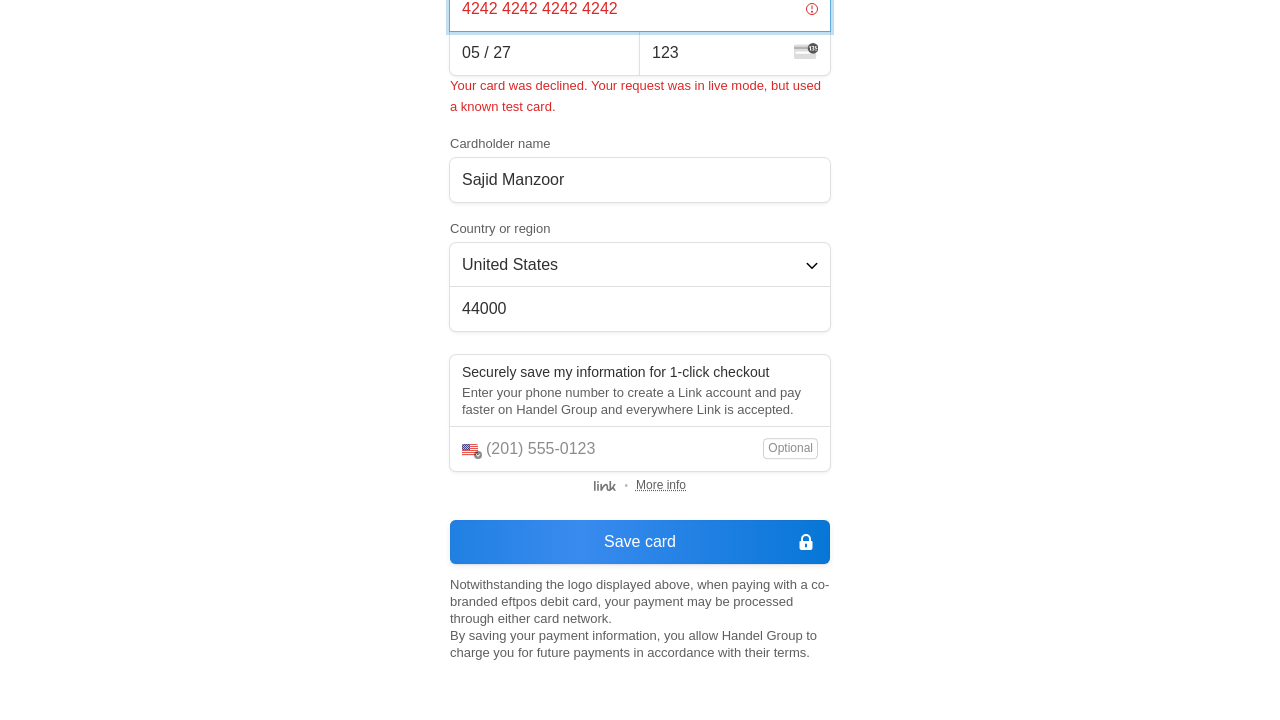 4242 4242 4242 4242
05 / 27
123
Your card was declined. Your request was in live mode, but used
a known test card.
Cardholder name
Sajid Manzoor
Country or region
United States
44000
Securely save my information for 1-click checkout
Enter your phone number to create a Link account and pay
faster on Handel Group and everywhere Link is accepted.
(201) 555-0123
Optional
link • More info
Save card
Notwithstanding the logo displayed above, when paying with a co-
branded eftpos debit card, your payment may be processed
through either card network.
By saving your payment information, you allow Handel Group to
charge you for future payments in accordance with their terms.